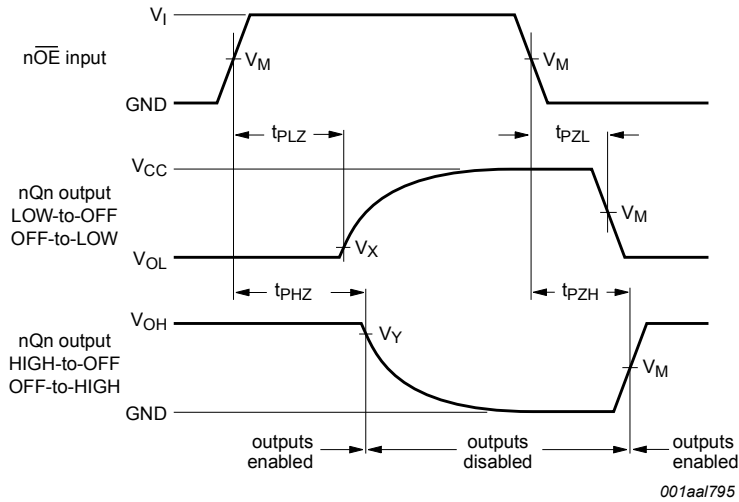 V_I
nOE̅ input
V_M
V_M
GND
t_PLZ
t_PZL
V_CC
nQn output
LOW-to-OFF
OFF-to-LOW
V_M
V_X
V_OL
t_PHZ
t_PZH
V_OH
nQn output
HIGH-to-OFF
OFF-to-HIGH
V_Y
V_M
GND
outputs
enabled
outputs
disabled
outputs
enabled
001aal795